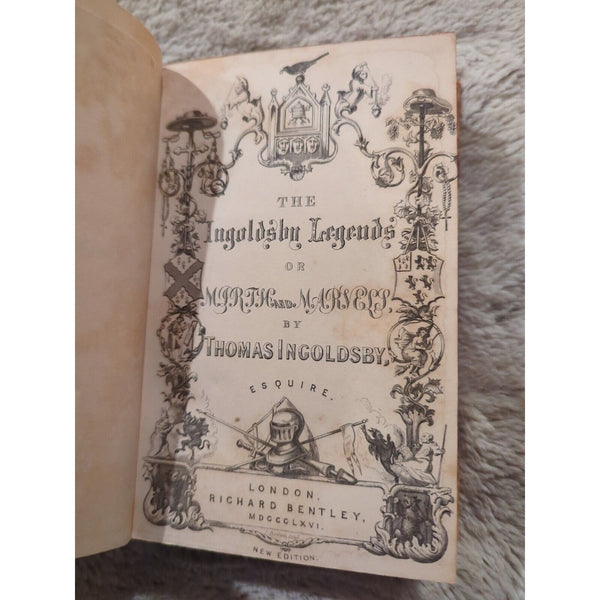 THE
Ingoldsby Legends
OR
MIRTH AND MARVELS,
BY
THOMAS INGOLDSBY,
ESQUIRE.
LONDON,
RICHARD BENTLEY,
MDCCCLXVI.
NEW EDITION.